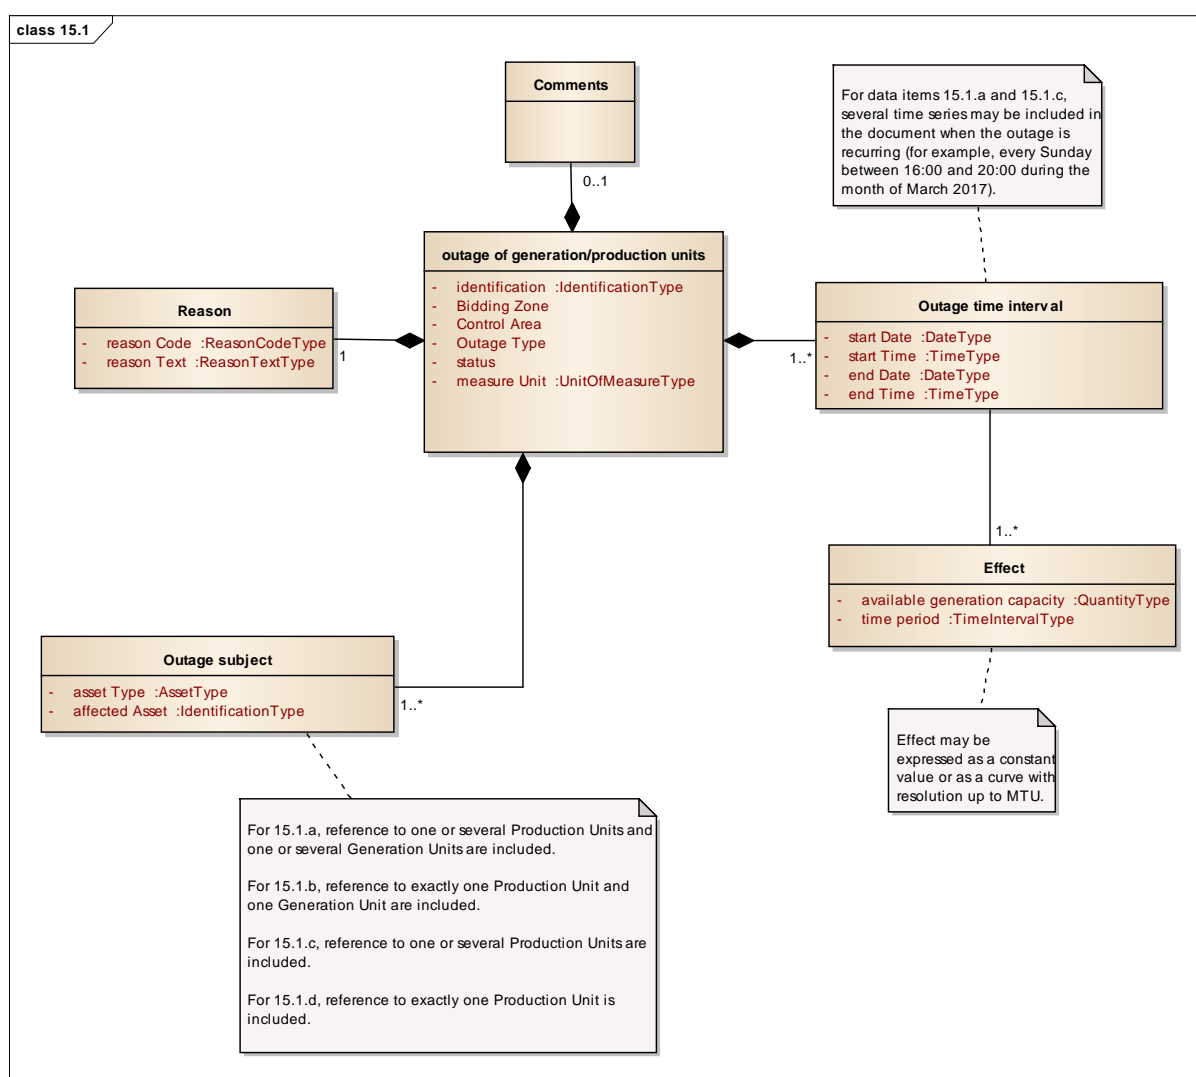 class 15.1
Comments
0..1
For data items 15.1.a and 15.1.c,
several time series may be included in
the document when the outage is
recurring (for example, every Sunday
between 16:00 and 20:00 during the
month of March 2017).
outage of generation/production units
- identification :IdentificationType
- Bidding Zone
- Control Area
- Outage Type
- status
- measure Unit :UnitOfMeasureType
Reason
- reason Code :ReasonCodeType
- reason Text :ReasonTextType
1
Outage time interval
- start Date :DateType
- start Time :TimeType
- end Date :DateType
- end Time :TimeType
1..*
1..*
Effect
- available generation capacity :QuantityType
- time period :TimeIntervalType
Outage subject
- asset Type :AssetType
- affected Asset :IdentificationType
1..*
Effect may be
expressed as a constant
value or as a curve with
resolution up to MTU.
For 15.1.a, reference to one or several Production Units and
one or several Generation Units are included.
For 15.1.b, reference to exactly one Production Unit and
one Generation Unit are included.
For 15.1.c, reference to one or several Production Units are
included.
For 15.1.d, reference to exactly one Production Unit is
included.